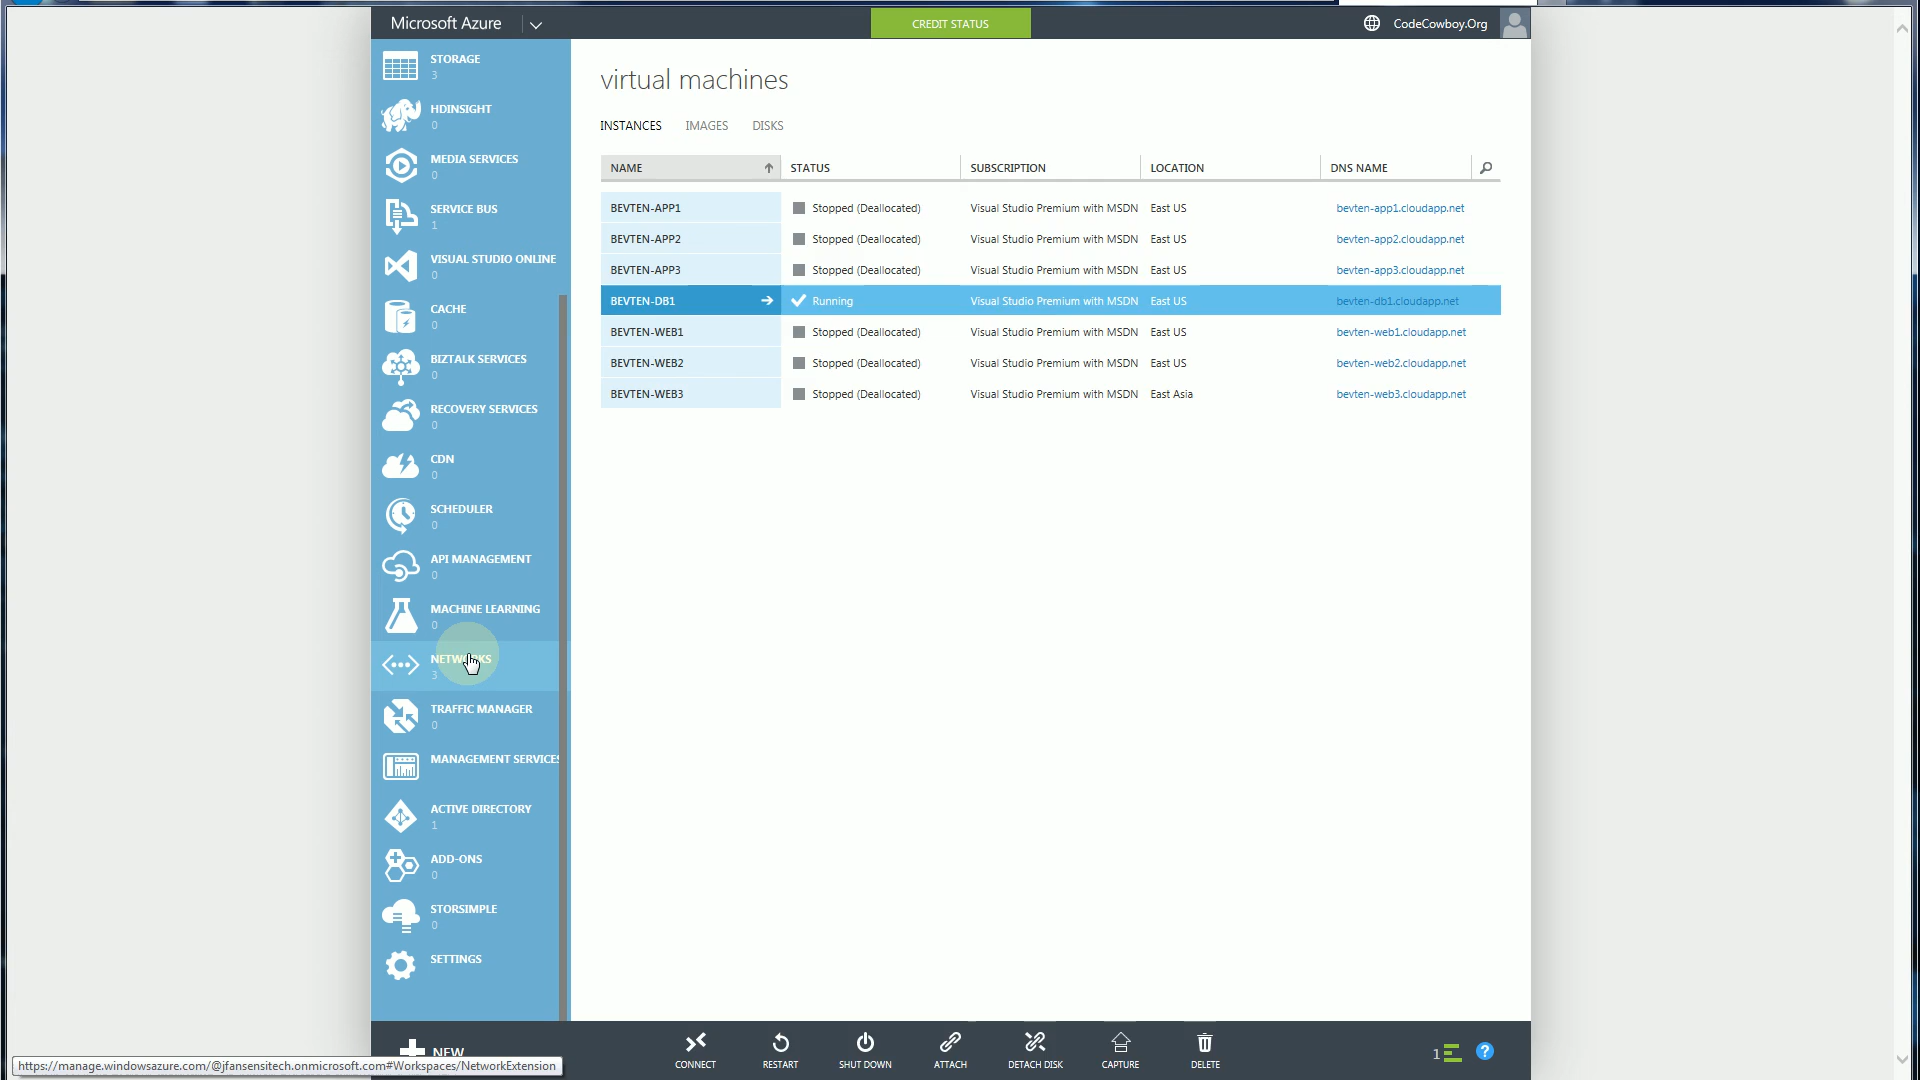 Microsoft Azure
CREDIT STATUS
CodeCowboy.Org
STORAGE
3
HDINSIGHT
0
MEDIA SERVICES
0
SERVICE BUS
1
VISUAL STUDIO ONLINE
0
CACHE
0
BIZTALK SERVICES
0
RECOVERY SERVICES
0
CDN
0
SCHEDULER
0
API MANAGEMENT
0
MACHINE LEARNING
0
NETWORKS
3
TRAFFIC MANAGER
0
MANAGEMENT SERVICES
ACTIVE DIRECTORY
1
ADD-ONS
0
STORSIMPLE
0
SETTINGS
virtual machines
INSTANCES IMAGES DISKS
NAME STATUS SUBSCRIPTION LOCATION DNS NAME
BEVTEN-APP1 Stopped (Deallocated) Visual Studio Premium with MSDN East US bevten-app1.cloudapp.net
BEVTEN-APP2 Stopped (Deallocated) Visual Studio Premium with MSDN East US bevten-app2.cloudapp.net
BEVTEN-APP3 Stopped (Deallocated) Visual Studio Premium with MSDN East US bevten-app3.cloudapp.net
BEVTEN-DB1 Running Visual Studio Premium with MSDN East US bevten-db1.cloudapp.net
BEVTEN-WEB1 Stopped (Deallocated) Visual Studio Premium with MSDN East US bevten-web1.cloudapp.net
BEVTEN-WEB2 Stopped (Deallocated) Visual Studio Premium with MSDN East US bevten-web2.cloudapp.net
BEVTEN-WEB3 Stopped (Deallocated) Visual Studio Premium with MSDN East Asia bevten-web3.cloudapp.net
NEW
CONNECT RESTART SHUT DOWN ATTACH DETACH DISK CAPTURE DELETE
1
?
https://manage.windowsazure.com/@jfansensitech.onmicrosoft.com#Workspaces/NetworkExtension